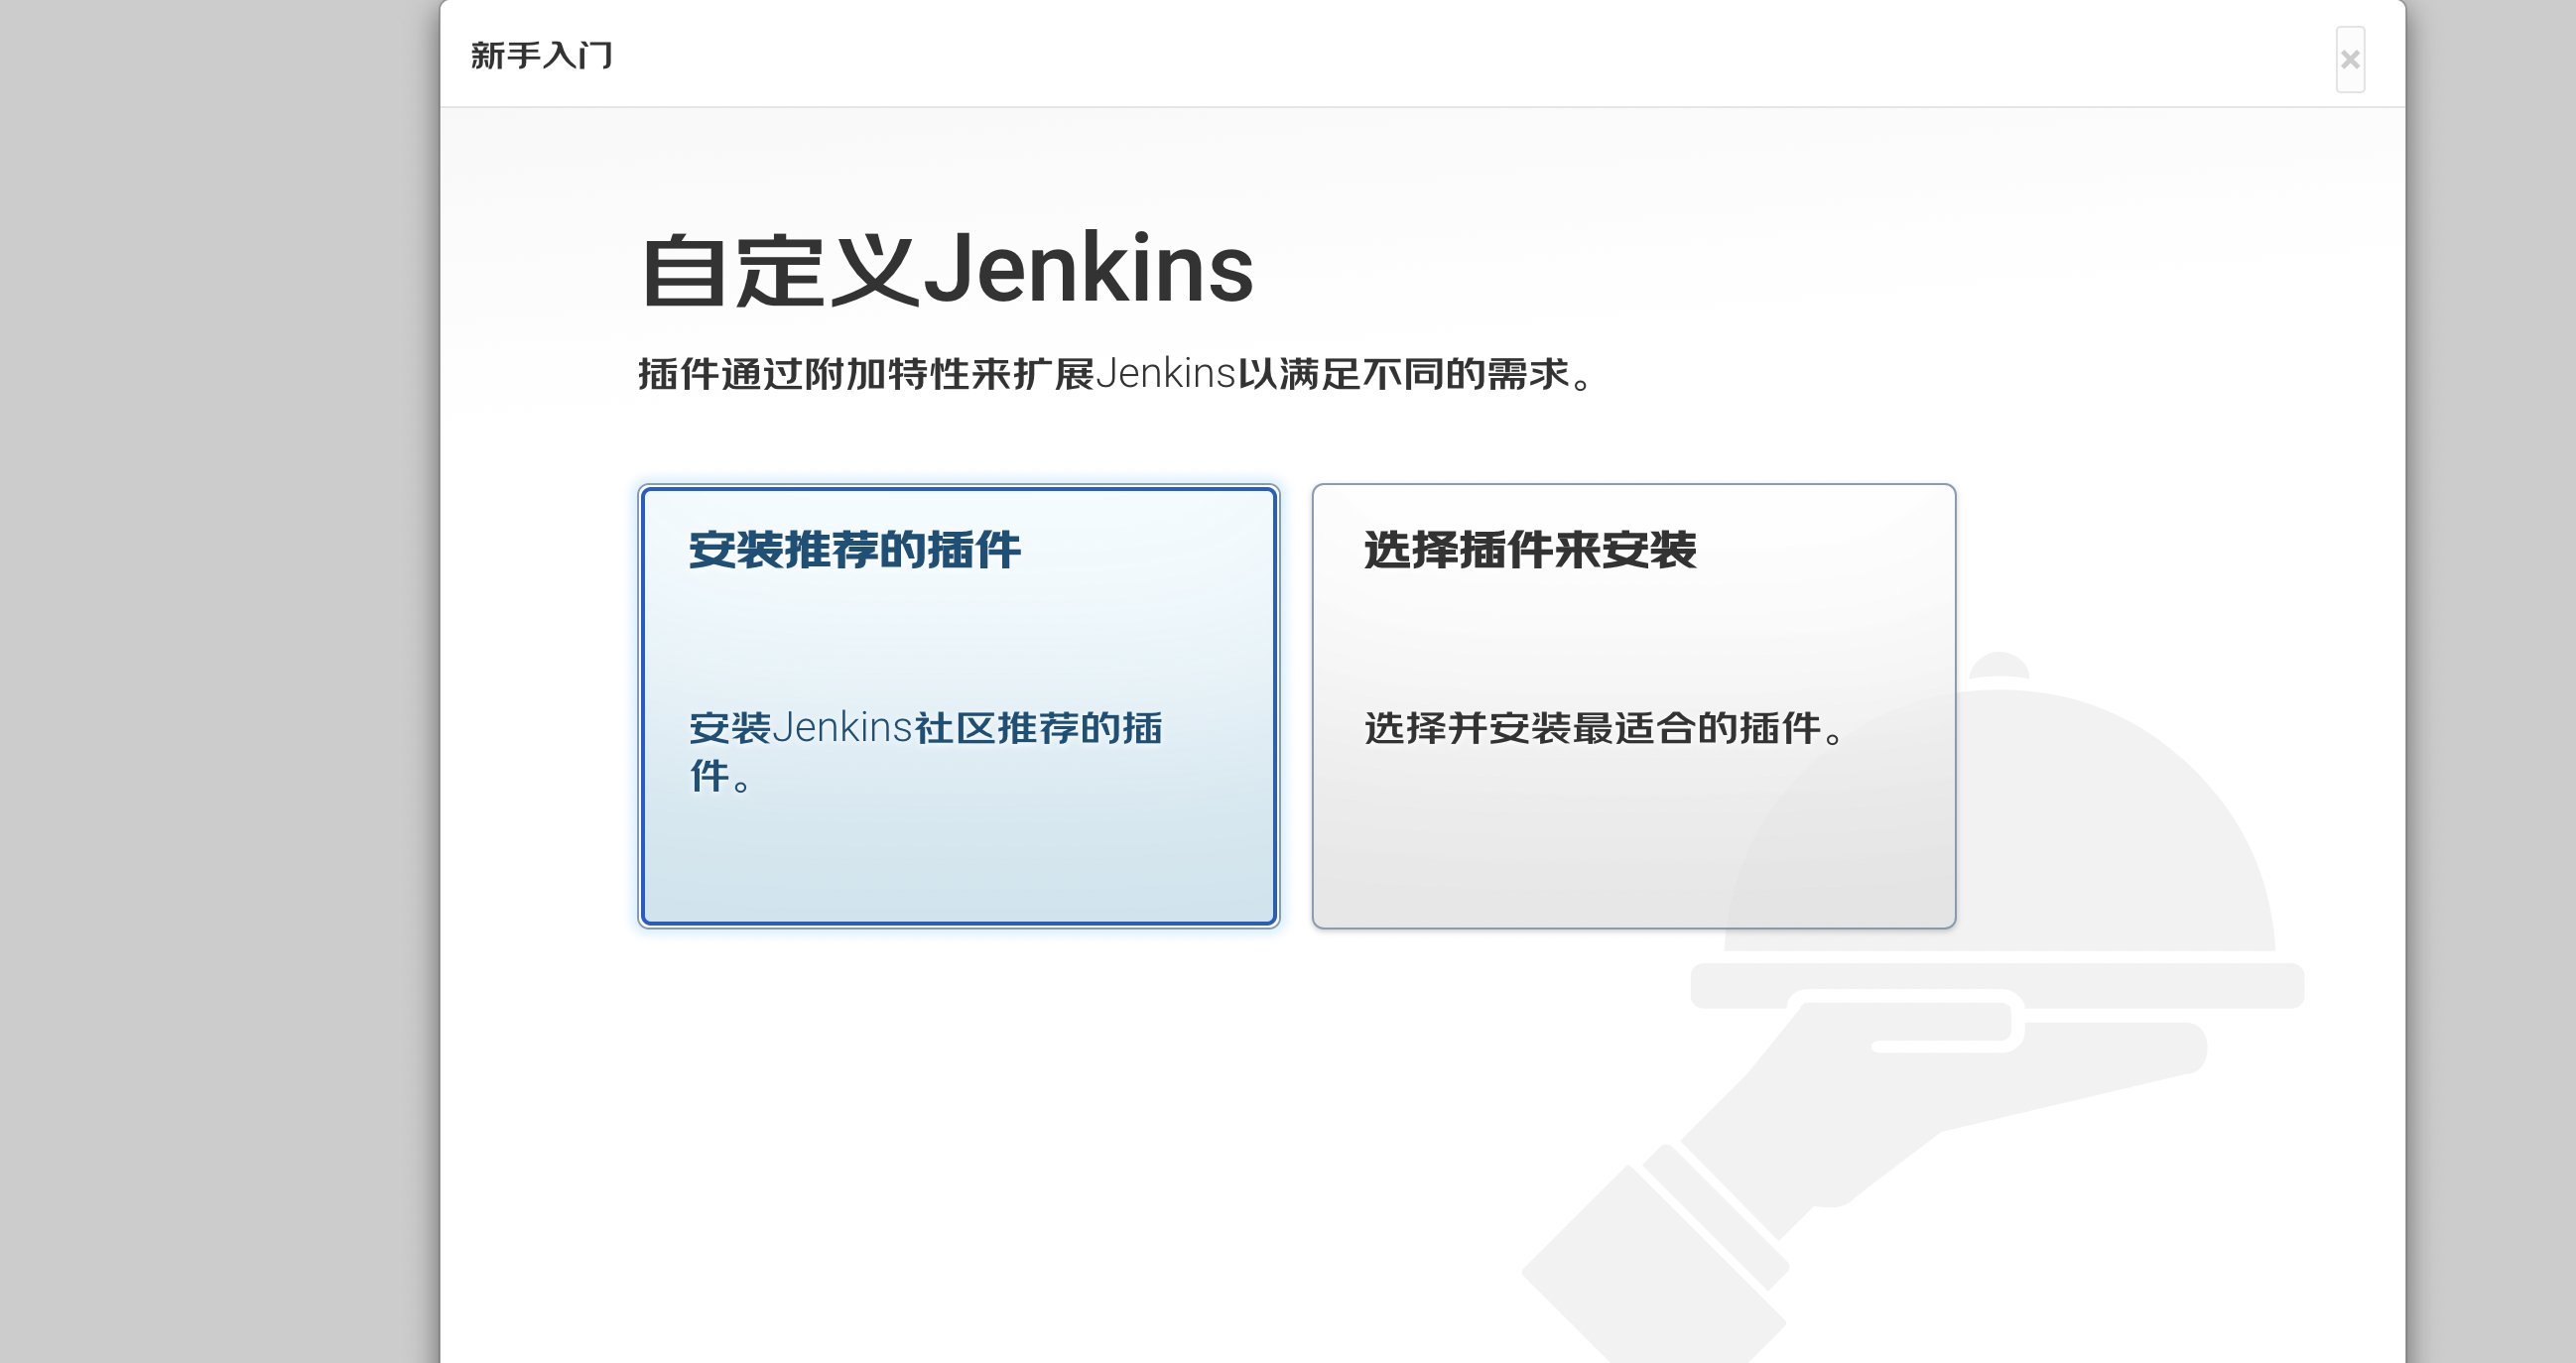 新手入门
自定义Jenkins
插件通过附加特性来扩展Jenkins以满足不同的需求。
安装推荐的插件
安装Jenkins社区推荐的插
件。
选择插件来安装
选择并安装最适合的插件。